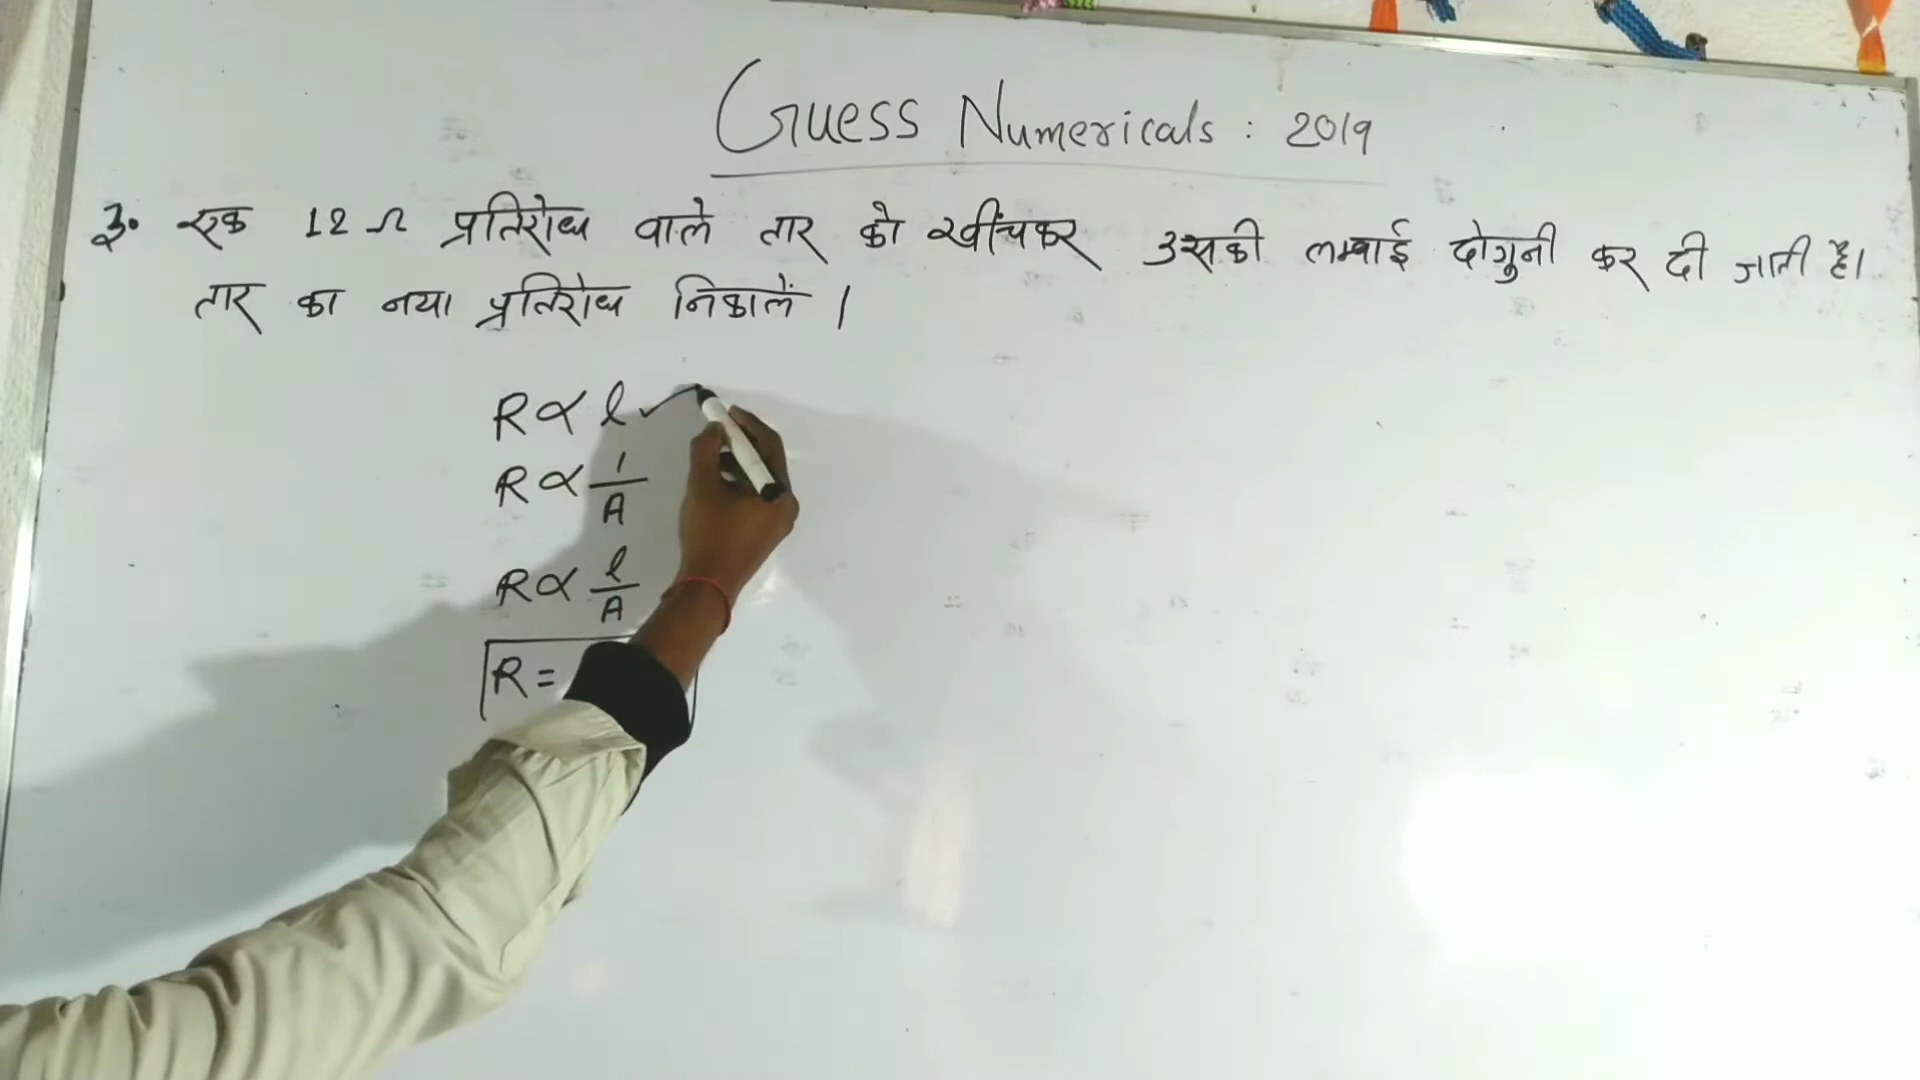 Guess Numericals : 2019
3. एक 12 Ω प्रतिरोध वाले तार को खींचकर उसकी लम्बाई दोगुनी कर दी जाती है।
तार का नया प्रतिरोध निकालें ।
R ∝ l ✓
R ∝ 1/A
R ∝ l/A
R =